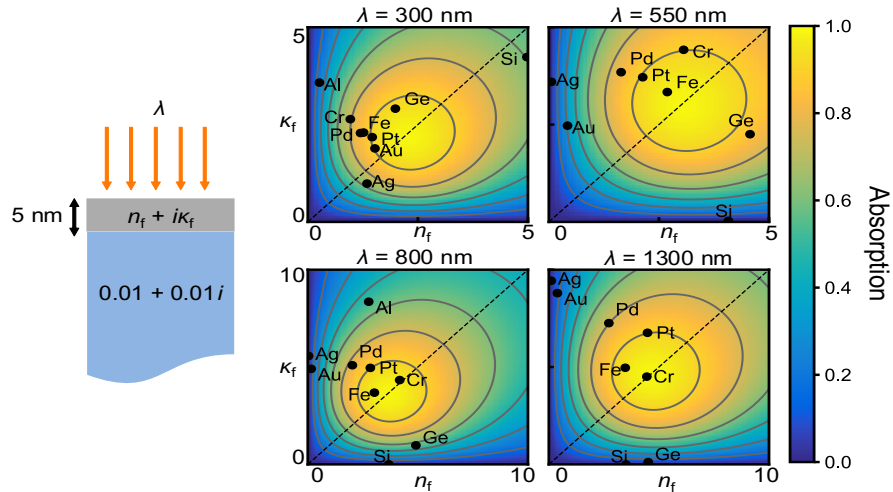 λ
5 nm
n_f + iκ_f
0.01 + 0.01i
λ = 300 nm
5
κ_f
0
0
n_f
5
Al
Cr
Pd
Fe
Pt
Au
Ag
Ge
Si
λ = 550 nm
Ag
Au
Pd
Pt
Cr
Fe
Ge
Si
0
n_f
5
λ = 800 nm
10
κ_f
0
0
n_f
10
Al
Ag
Au
Pd
Pt
Fe
Cr
Ge
Si
λ = 1300 nm
Ag
Au
Pd
Pt
Fe
Cr
Si
Ge
0
n_f
10
1.0
0.8
0.6
0.4
0.2
0.0
Absorption